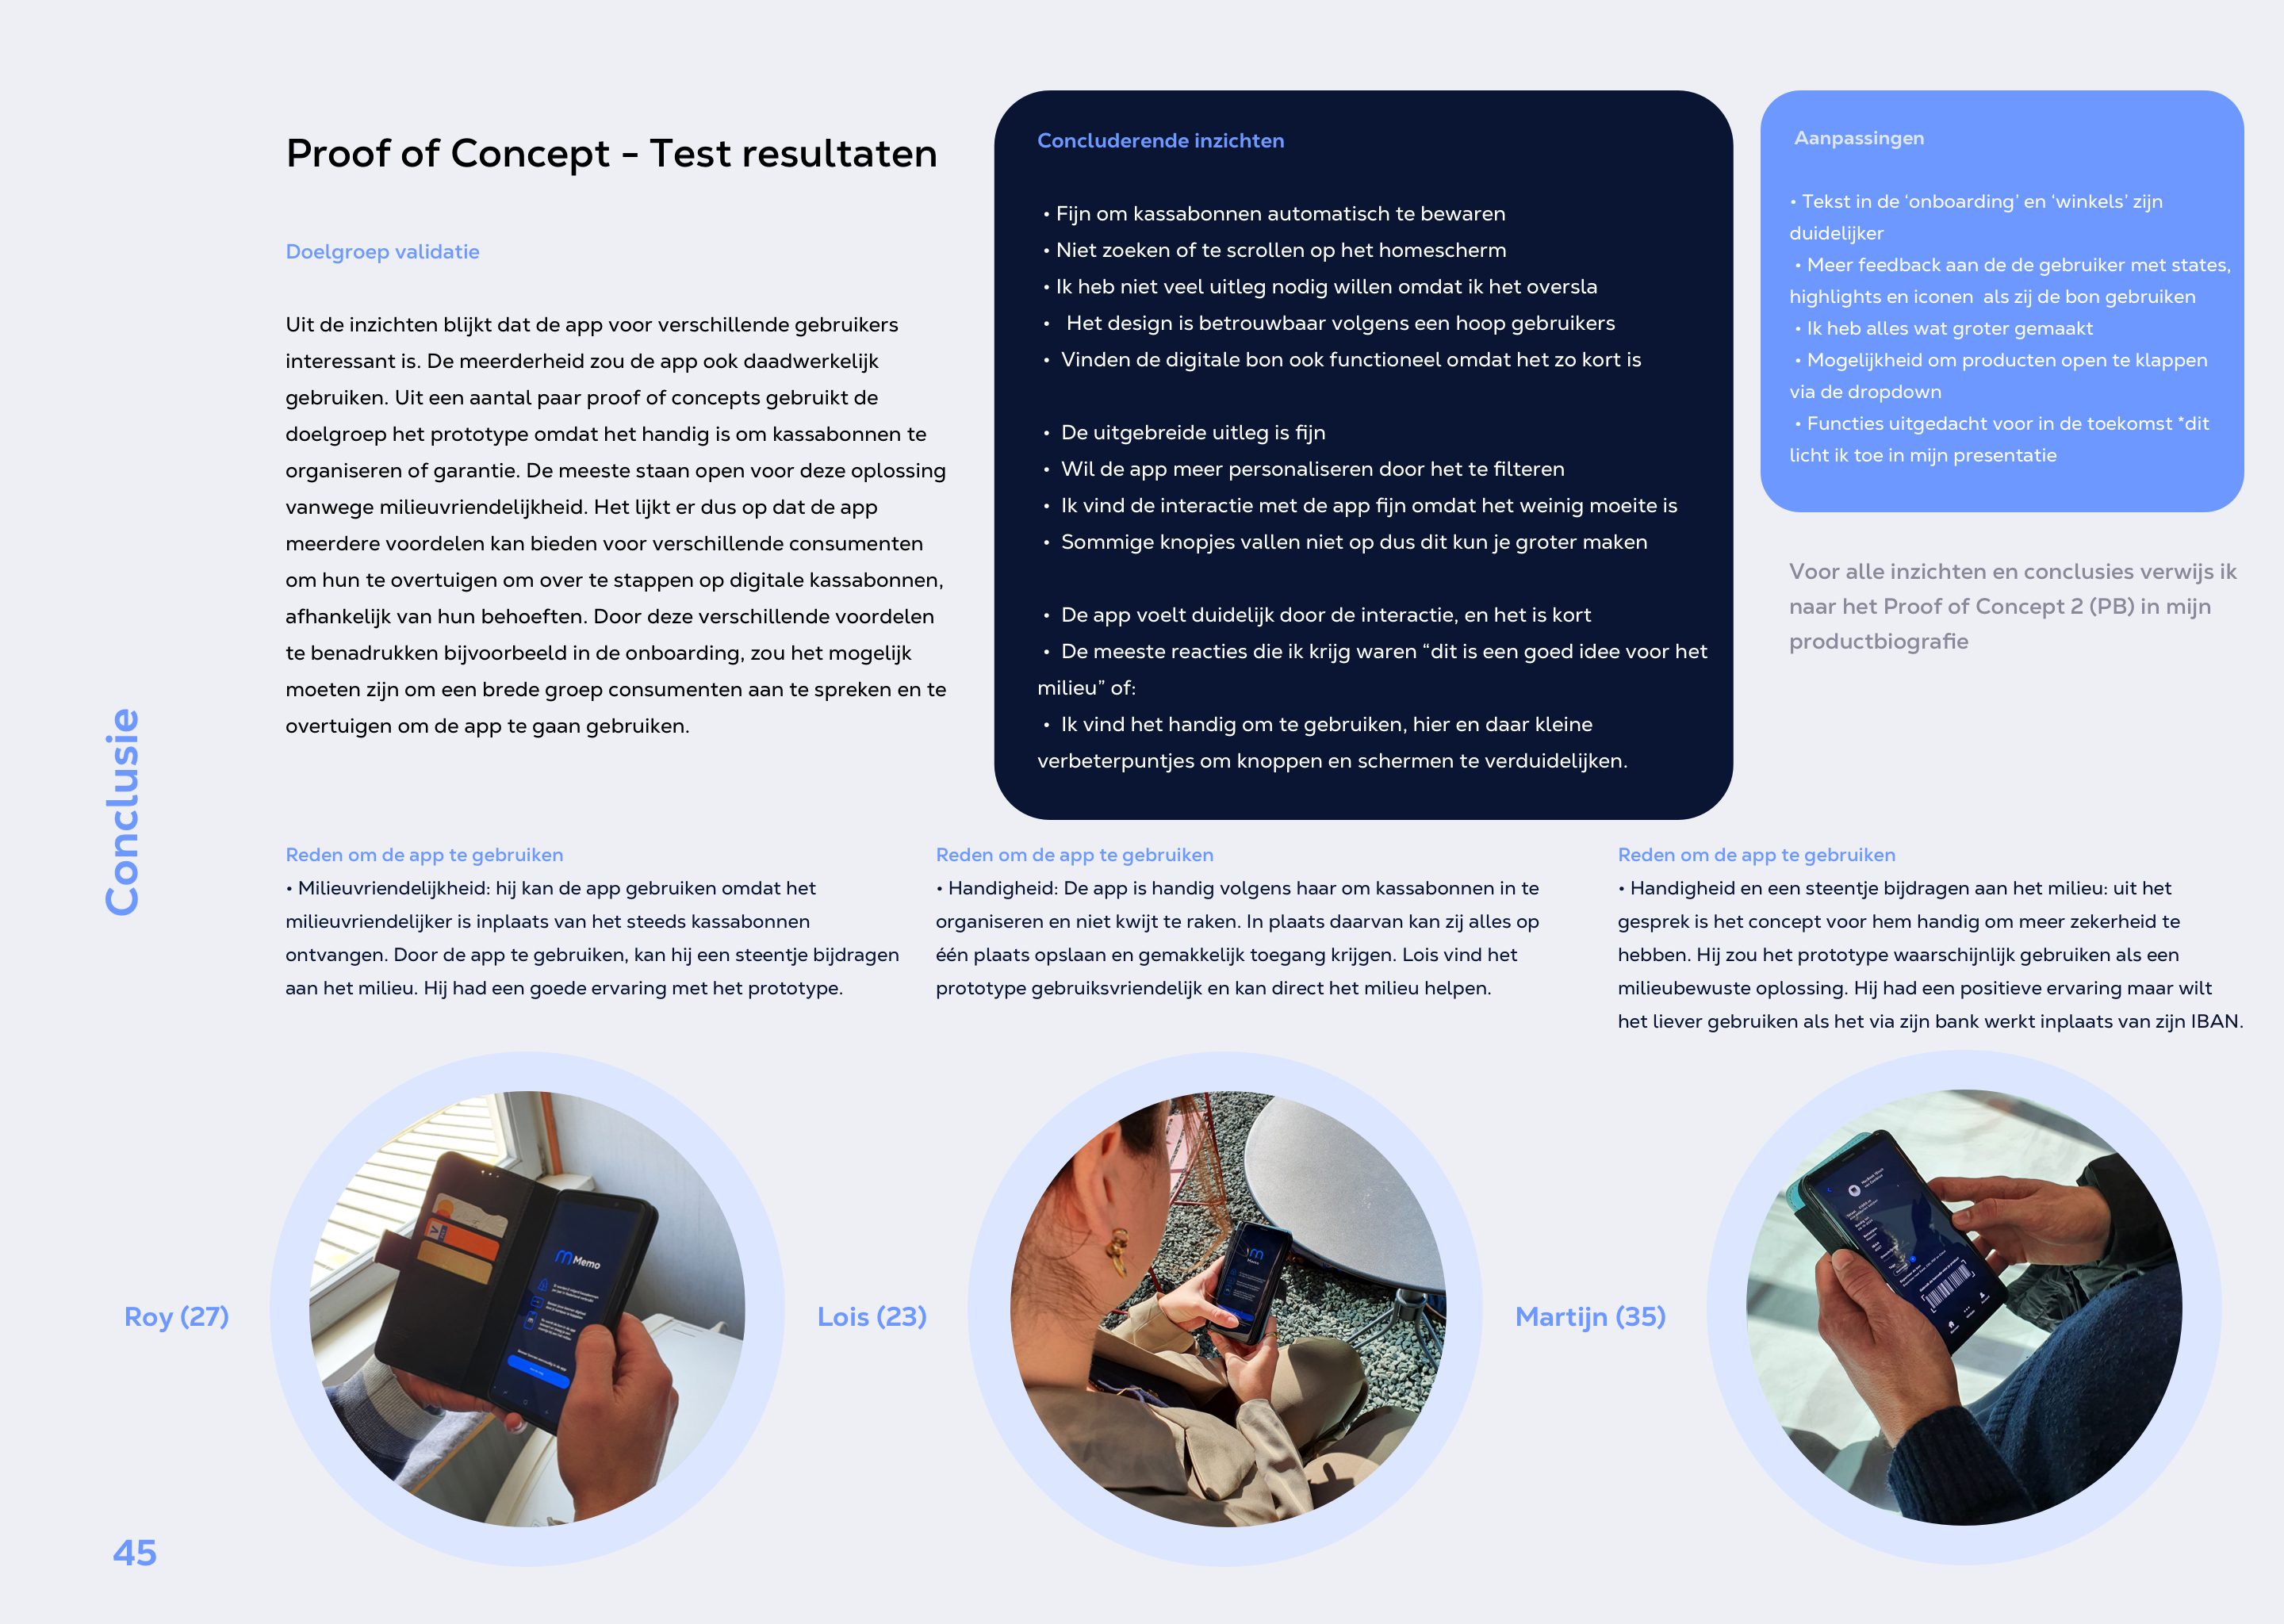 Proof of Concept - Test resultaten
Doelgroep validatie
Uit de inzichten blijkt dat de app voor verschillende gebruikers
interessant is. De meerderheid zou de app ook daadwerkelijk
gebruiken. Uit een aantal paar proof of concepts gebruikt de
doelgroep het prototype omdat het handig is om kassabonnen te
organiseren of garantie. De meeste staan open voor deze oplossing
vanwege milieuvriendelijkheid. Het lijkt er dus op dat de app
meerdere voordelen kan bieden voor verschillende consumenten
om hun te overtuigen om over te stappen op digitale kassabonnen,
afhankelijk van hun behoeften. Door deze verschillende voordelen
te benadrukken bijvoorbeeld in de onboarding, zou het mogelijk
moeten zijn om een brede groep consumenten aan te spreken en te
overtuigen om de app te gaan gebruiken.
Concluderende inzichten
• Fijn om kassabonnen automatisch te bewaren
• Niet zoeken of te scrollen op het homescherm
• Ik heb niet veel uitleg nodig willen omdat ik het oversla
• Het design is betrouwbaar volgens een hoop gebruikers
• Vinden de digitale bon ook functioneel omdat het zo kort is
• De uitgebreide uitleg is fijn
• Wil de app meer personaliseren door het te filteren
• Ik vind de interactie met de app fijn omdat het weinig moeite is
• Sommige knopjes vallen niet op dus dit kun je groter maken
• De app voelt duidelijk door de interactie, en het is kort
• De meeste reacties die ik krijg waren “dit is een goed idee voor het
milieu” of:
• Ik vind het handig om te gebruiken, hier en daar kleine
verbeterpuntjes om knoppen en schermen te verduidelijken.
Aanpassingen
• Tekst in de ‘onboarding’ en ‘winkels’ zijn
duidelijker
• Meer feedback aan de de gebruiker met states,
highlights en iconen als zij de bon gebruiken
• Ik heb alles wat groter gemaakt
• Mogelijkheid om producten open te klappen
via de dropdown
• Functies uitgedacht voor in de toekomst *dit
licht ik toe in mijn presentatie
Voor alle inzichten en conclusies verwijs ik
naar het Proof of Concept 2 (PB) in mijn
productbiografie
Conclusie
Reden om de app te gebruiken
• Milieuvriendelijkheid: hij kan de app gebruiken omdat het
milieuvriendelijker is inplaats van het steeds kassabonnen
ontvangen. Door de app te gebruiken, kan hij een steentje bijdragen
aan het milieu. Hij had een goede ervaring met het prototype.
Reden om de app te gebruiken
• Handigheid: De app is handig volgens haar om kassabonnen in te
organiseren en niet kwijt te raken. In plaats daarvan kan zij alles op
één plaats opslaan en gemakkelijk toegang krijgen. Lois vind het
prototype gebruiksvriendelijk en kan direct het milieu helpen.
Reden om de app te gebruiken
• Handigheid en een steentje bijdragen aan het milieu: uit het
gesprek is het concept voor hem handig om meer zekerheid te
hebben. Hij zou het prototype waarschijnlijk gebruiken als een
milieubewuste oplossing. Hij had een positieve ervaring maar wilt
het liever gebruiken als het via zijn bank werkt inplaats van zijn IBAN.
Roy (27)
Memo
Lois (23)
Martijn (35)
45